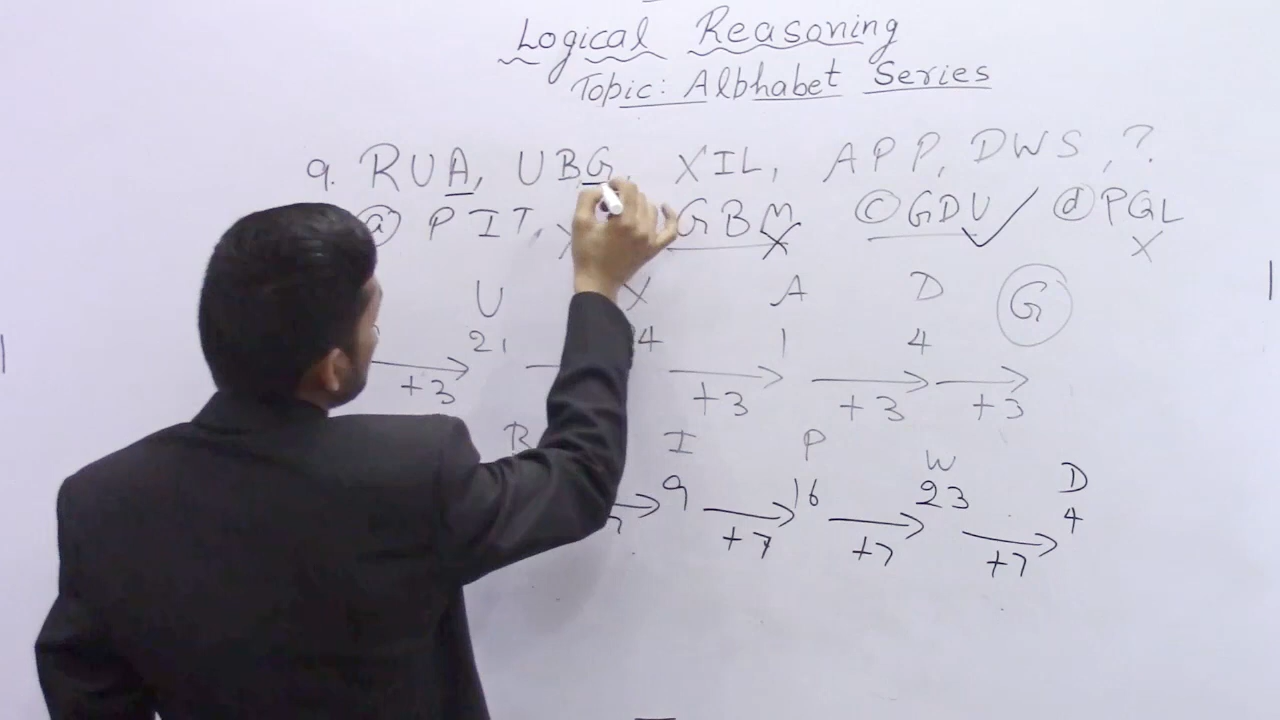 Logical Reasoning
Topic: Albhabet Series
9. RUA, UBG, XIL, APP, DWS, ?
a PIT, X GBM X c GDU ✓ d PGL X
U X A D G
21 24 1 4
+3 +3 +3 +3
B I P W D
9 16 23 4
+7 +7 +7